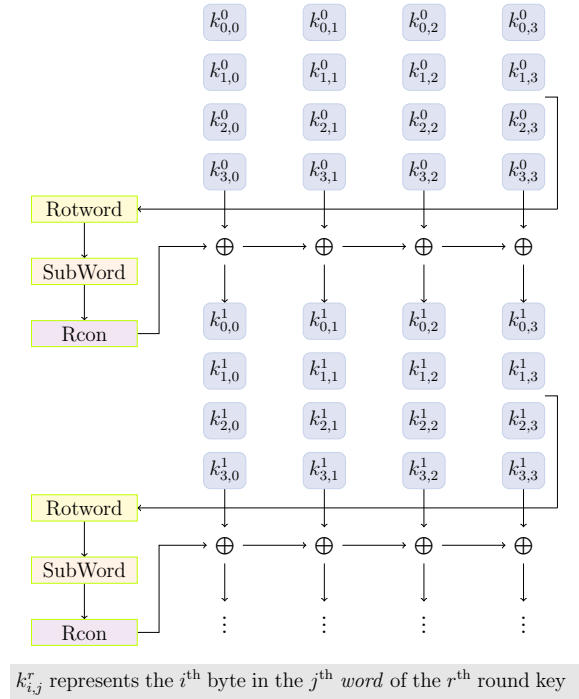 k^0_{0,0} k^0_{0,1} k^0_{0,2} k^0_{0,3}
k^0_{1,0} k^0_{1,1} k^0_{1,2} k^0_{1,3}
k^0_{2,0} k^0_{2,1} k^0_{2,2} k^0_{2,3}
k^0_{3,0} k^0_{3,1} k^0_{3,2} k^0_{3,3}
Rotword
⊕ ⊕ ⊕ ⊕
SubWord
Rcon
k^1_{0,0} k^1_{0,1} k^1_{0,2} k^1_{0,3}
k^1_{1,0} k^1_{1,1} k^1_{1,2} k^1_{1,3}
k^1_{2,0} k^1_{2,1} k^1_{2,2} k^1_{2,3}
k^1_{3,0} k^1_{3,1} k^1_{3,2} k^1_{3,3}
Rotword
⊕ ⊕ ⊕ ⊕
SubWord
Rcon
⋮ ⋮ ⋮ ⋮
k^r_{i,j} represents the i^th byte in the j^th word of the r^th round key